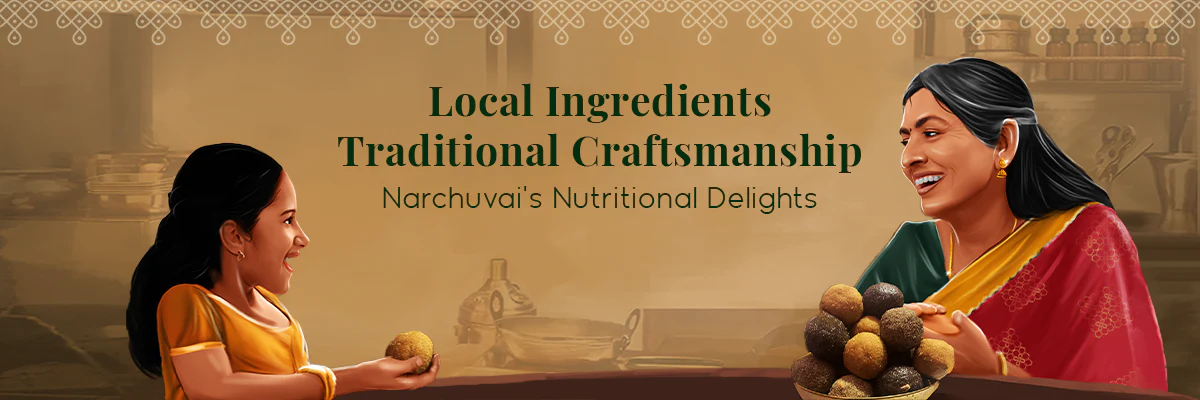 Local Ingredients
Traditional Craftsmanship
Narchuvai's Nutritional Delights